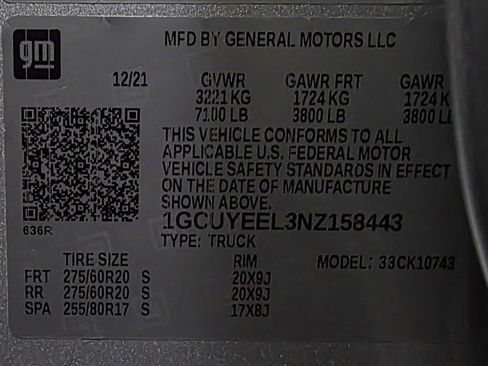 gm
MFD BY GENERAL MOTORS LLC
12/21 GVWR GAWR FRT GAWR
3221 KG 1724 KG 1724 K
7100 LB 3800 LB 3800 LB
THIS VEHICLE CONFORMS TO ALL
APPLICABLE U.S. FEDERAL MOTOR
VEHICLE SAFETY STANDARDS IN EFFECT
ON THE DATE OF MANUFACTURE
SHOWN ABOVE.
636R
1GCUYEEL3NZ158443
TYPE: TRUCK
TIRE SIZE RIM MODEL: 33CK10743
FRT 275/60R20 S 20X9J
RR 275/60R20 S 20X9J
SPA 255/80R17 S 17X8J